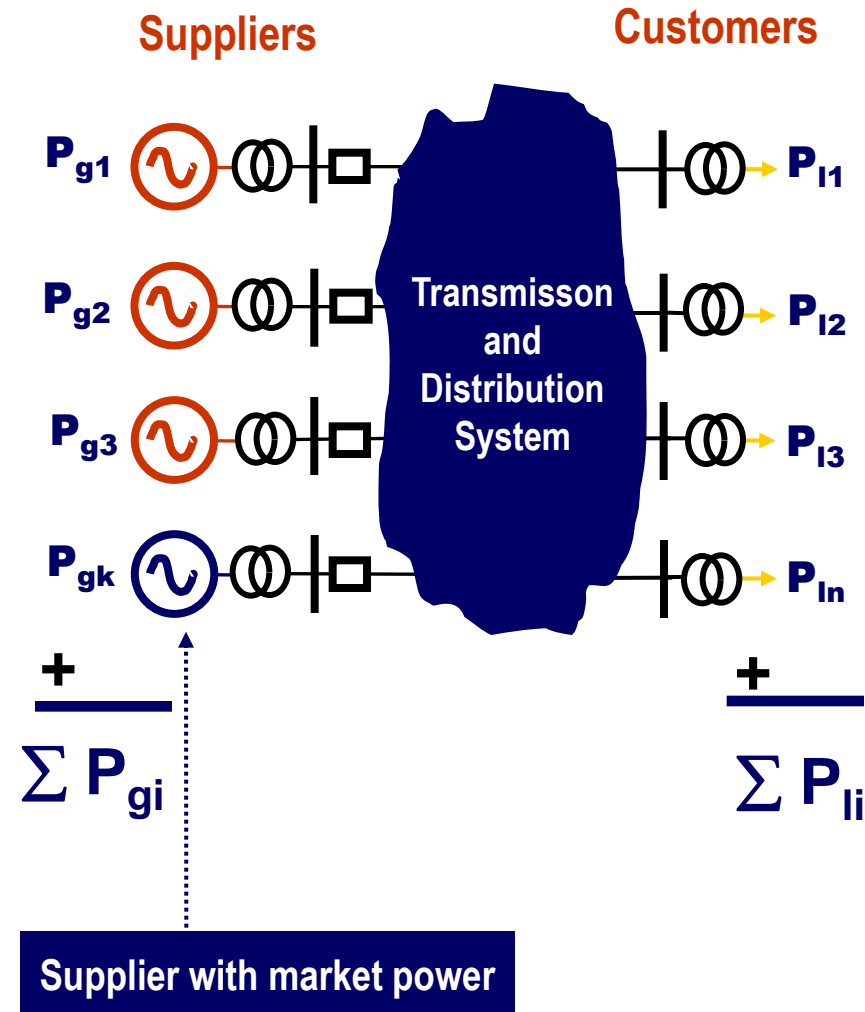 Suppliers
Customers
Pg1
Pl1
Pg2
Pl2
Pg3
Pl3
Pgk
Pln
Transmisson
and
Distribution
System
+
+
∑ Pgi
∑ Pli
Supplier with market power